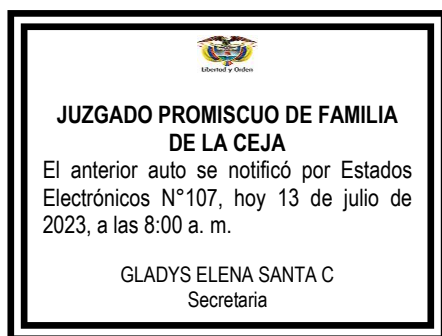 Libertad y Orden
JUZGADO PROMISCUO DE FAMILIA
DE LA CEJA
El anterior auto se notificó por Estados
Electrónicos N°107, hoy 13 de julio de
2023, a las 8:00 a. m.
GLADYS ELENA SANTA C
Secretaria